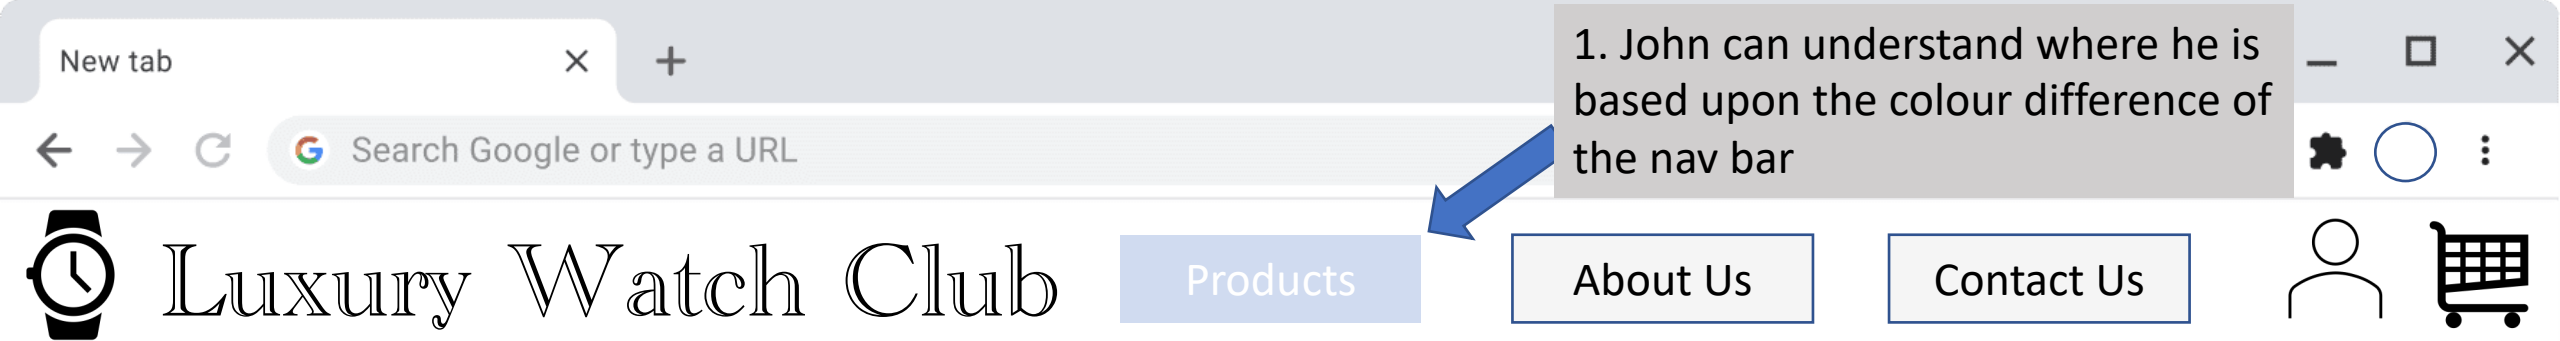 New tab
1. John can understand where he is
based upon the colour difference of
the nav bar
Search Google or type a URL
Luxury Watch Club
Products
About Us
Contact Us